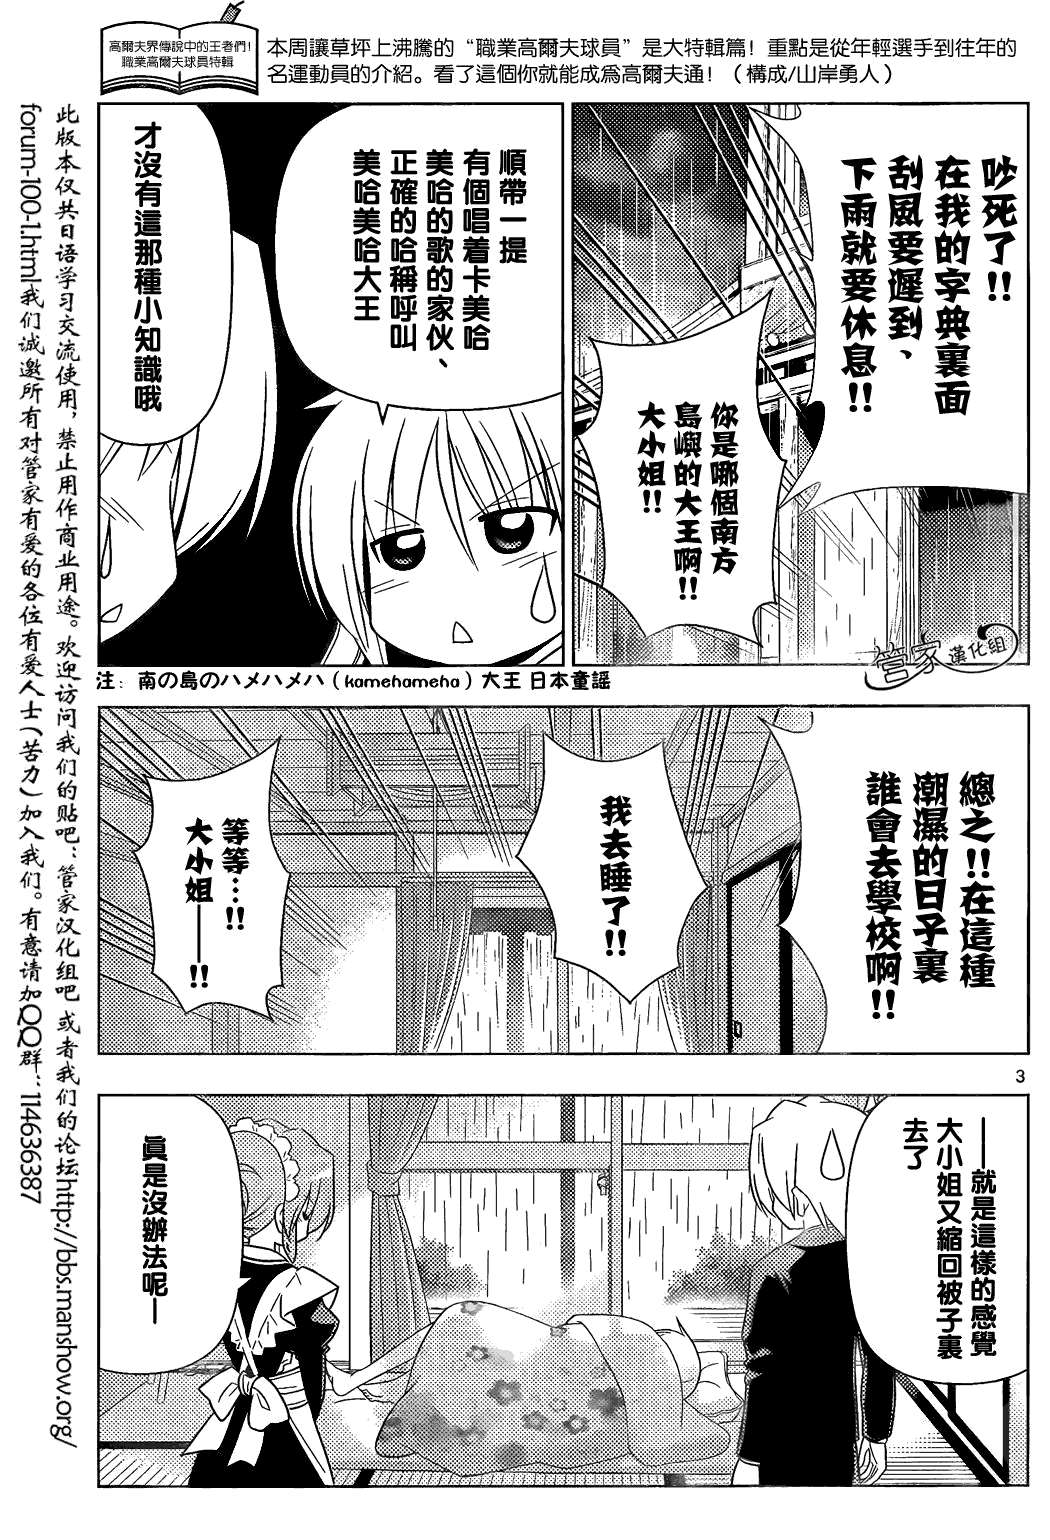 高爾夫界傳說中的王者們!
職業高爾夫球員特輯
本周讓草坪上沸騰的“職業高爾夫球員”是大特輯篇！重點是從年輕選手到往年的
名運動員的介紹。看了這個你就能成爲高爾夫通！（構成/山岸勇人）
吵死了!!
在我的字典裏面
刮風要遲到、
下雨就要休息!!
你是哪個南方
島嶼的大王啊!!
大小姐!!
順帶一提
有個唱着卡美哈
美哈的歌的家伙、
正確的哈稱呼叫
美哈美哈大王
才沒有這那種小知識哦
管家漢化組
注: 南の島のハメハメハ（kamehameha）大王 日本童謡
總之!!在這種
潮濕的日子裏
誰會去學校啊!!
我去睡了!!
等等…!!
大小姐——!!
3
——就是這樣的感覺
大小姐又縮回被子裏
去了
眞是沒辦法呢ー
此版本仅共日语学习交流使用，禁止用作商业用途。欢迎访问我们的贴吧：管家汉化组吧 或者我们的论坛http://bbs.manshow.org/
forum-100-1.html我们诚邀所有对管家有爱的各位有爱人士(苦力)加入我们。有意请加QQ群：114636387